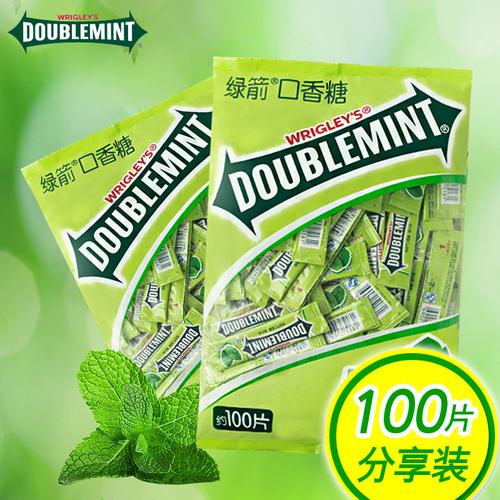 WRIGLEY'S
DOUBLEMINT®
绿箭®口香糖
WRIGLEY'S®
DOUBLEMINT
绿箭®口香糖
WRIGLEY'S®
DOUBLEMINT®
DOUBLEMINT
DOUBLEMINT
DOUBLEMINT
约100片
100片
分享装